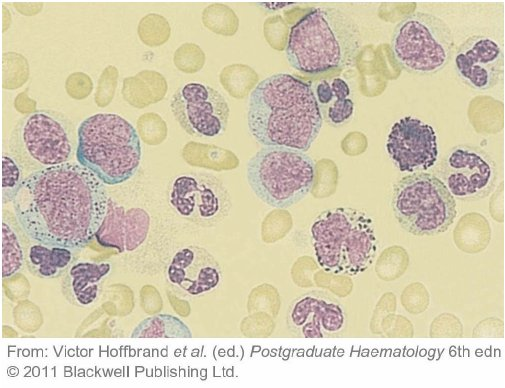 From: Victor Hoffbrand et al. (ed.) Postgraduate Haematology 6th edn
© 2011 Blackwell Publishing Ltd.